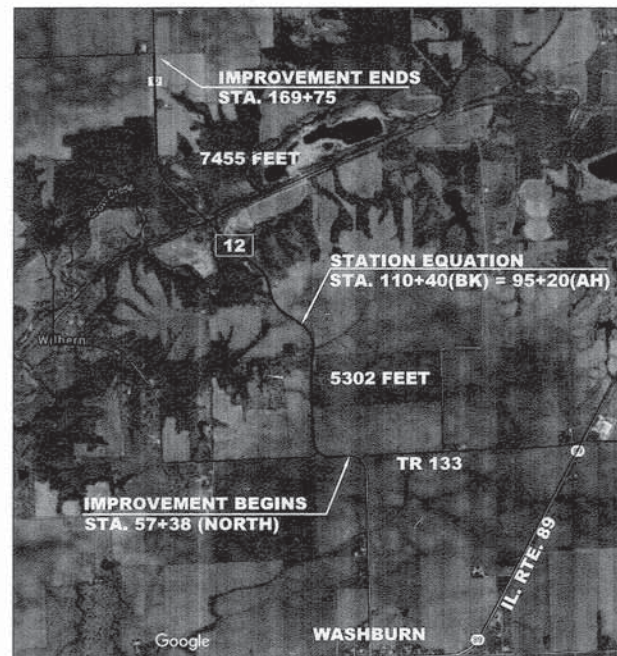 IMPROVEMENT ENDS
STA. 169+75
7455 FEET
12
STATION EQUATION
STA. 110+40(BK) = 95+20(AH)
Wilbern
5302 FEET
TR 133
IMPROVEMENT BEGINS
STA. 57+38 (NORTH)
IL. RTE. 89
Google
WASHBURN
89